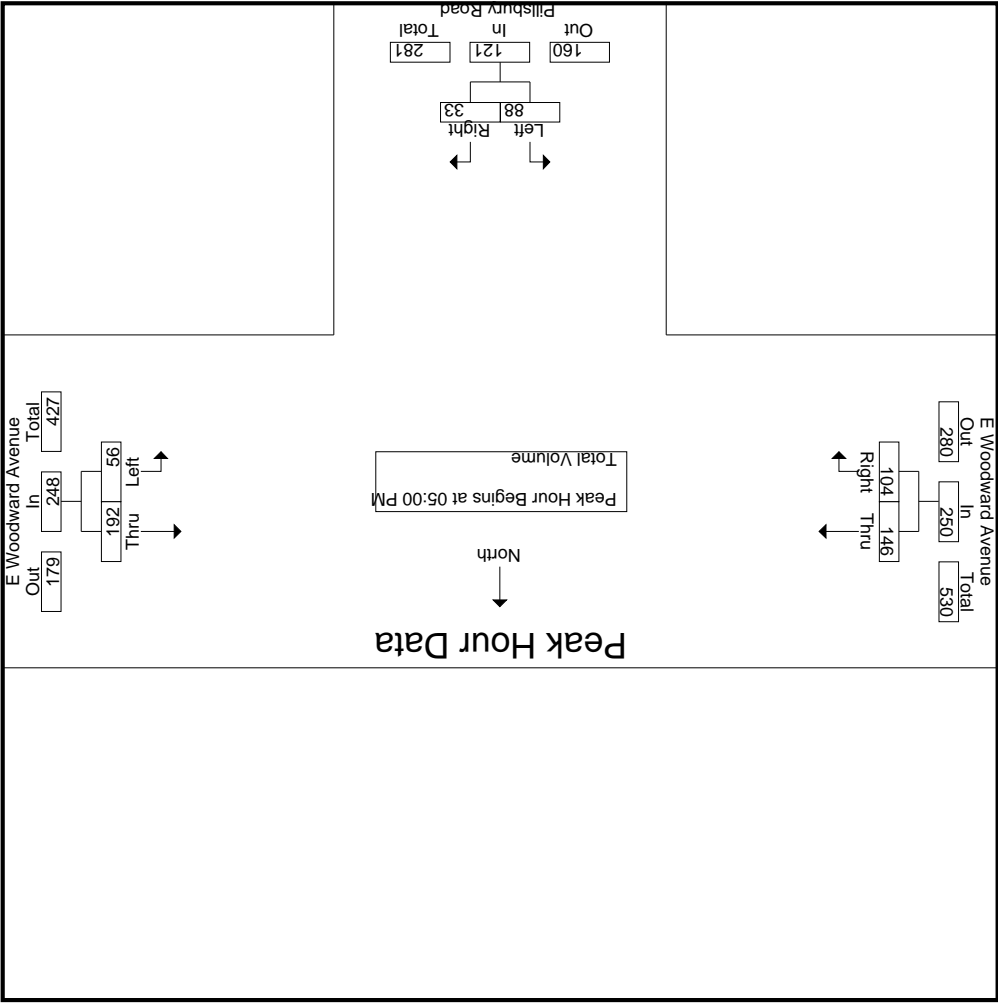 Peak Hour Data
North
Peak Hour Begins at 05:00 PM
Total Volume
E Woodward Avenue
Out
In
Total
179
248
427
192
56
Thru
Left
E Woodward Avenue
Out
In
Total
280
250
530
104
146
Right
Thru
Left
Right
88
33
160
121
281
Out
In
Total
Pillsbury Road